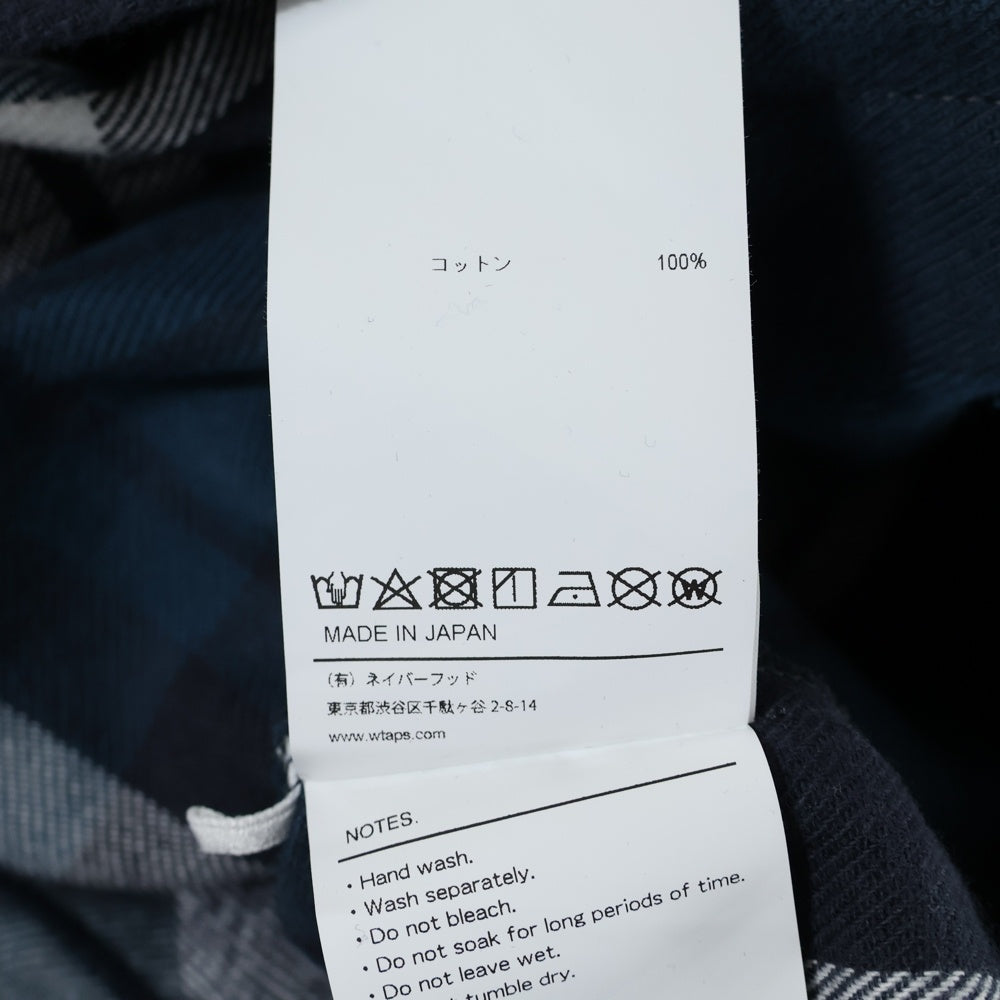 コットン 100%
MADE IN JAPAN
(有) ネイバーフッド
東京都渋谷区千駄ヶ谷 2-8-14
www.wtaps.com
NOTES.
・Hand wash.
・Wash separately.
・Do not bleach.
・Do not soak for long periods of time.
・Do not leave wet.
tumble dry.